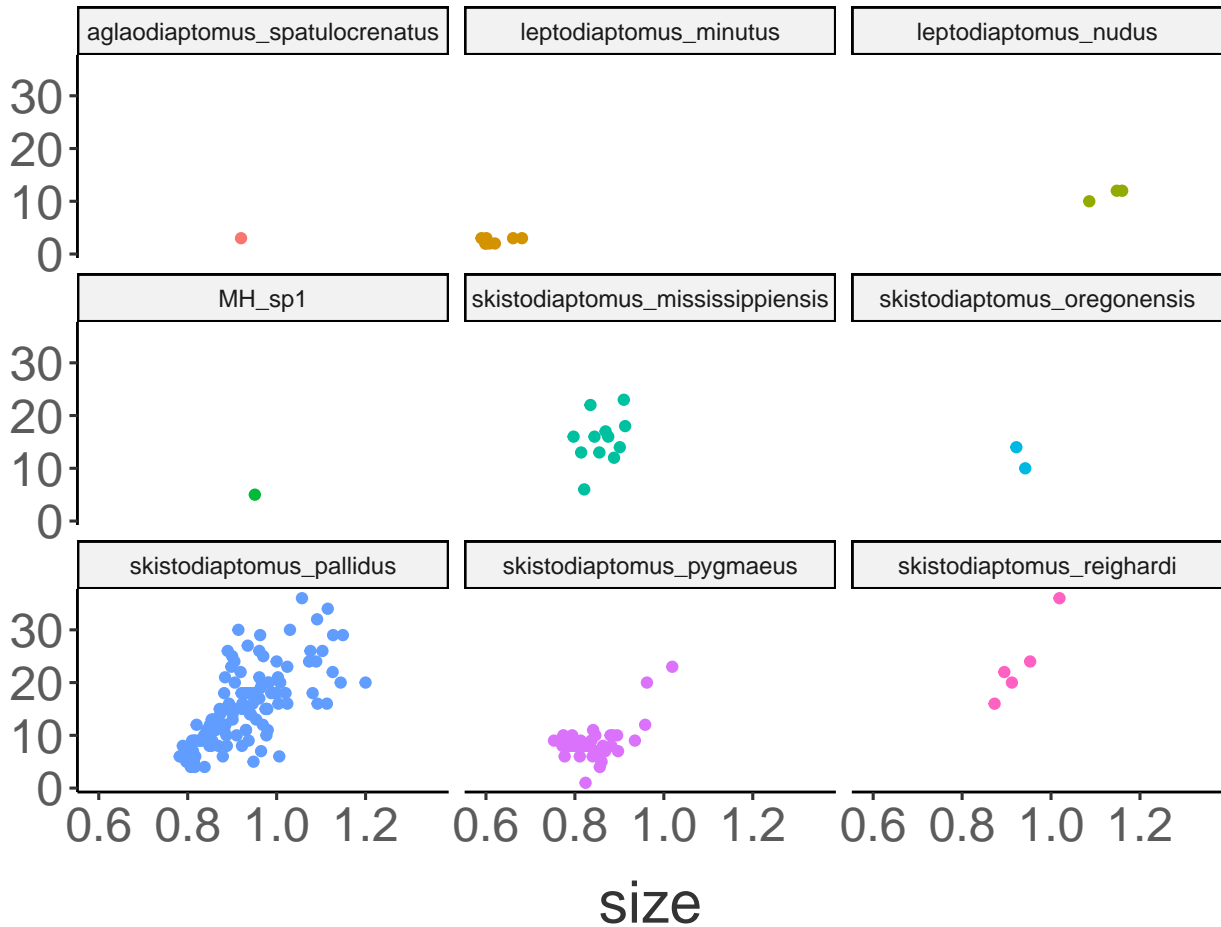 aglaodiaptomus_spatulocrenatus leptodiaptomus_minutus leptodiaptomus_nudus
30
20
10
0
MH_sp1 skistodiaptomus_mississippiensis skistodiaptomus_oregonensis
30
20
10
0
skistodiaptomus_pallidus skistodiaptomus_pygmaeus skistodiaptomus_reighardi
30
20
10
0
0.6 0.8 1.0 1.2 0.6 0.8 1.0 1.2 0.6 0.8 1.0 1.2
size